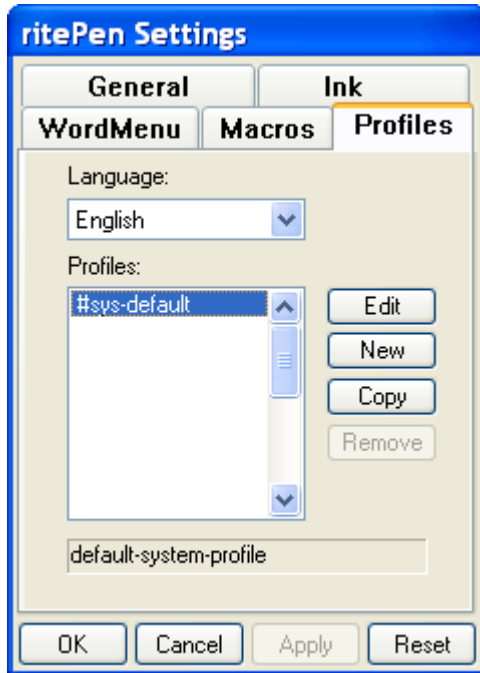 ritePen Settings
General Ink
WordMenu Macros Profiles
Language:
English
Profiles:
#sys-default
Edit
New
Copy
Remove
default-system-profile
OK Cancel Apply Reset